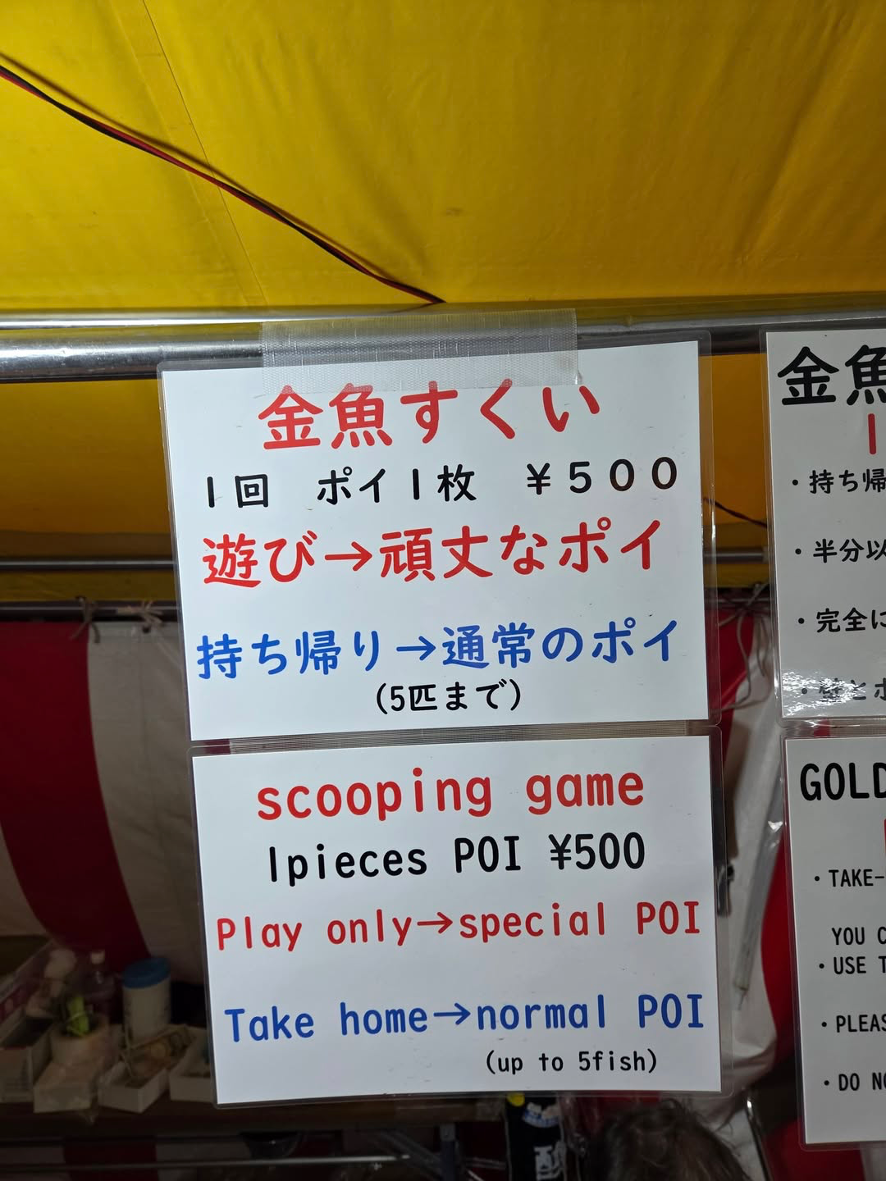 金魚すくい
1回 ポイ1枚 ¥500
遊び→頑丈なポイ
持ち帰り→通常のポイ
(5匹まで)
scooping game
1pieces POI ¥500
Play only→special POI
Take home→normal POI
(up to 5fish)
金魚
・持ち帰
・半分以
・完全に
GOLD
・TAKE-
YOU C
・USE T
・PLEAS
・DO NO